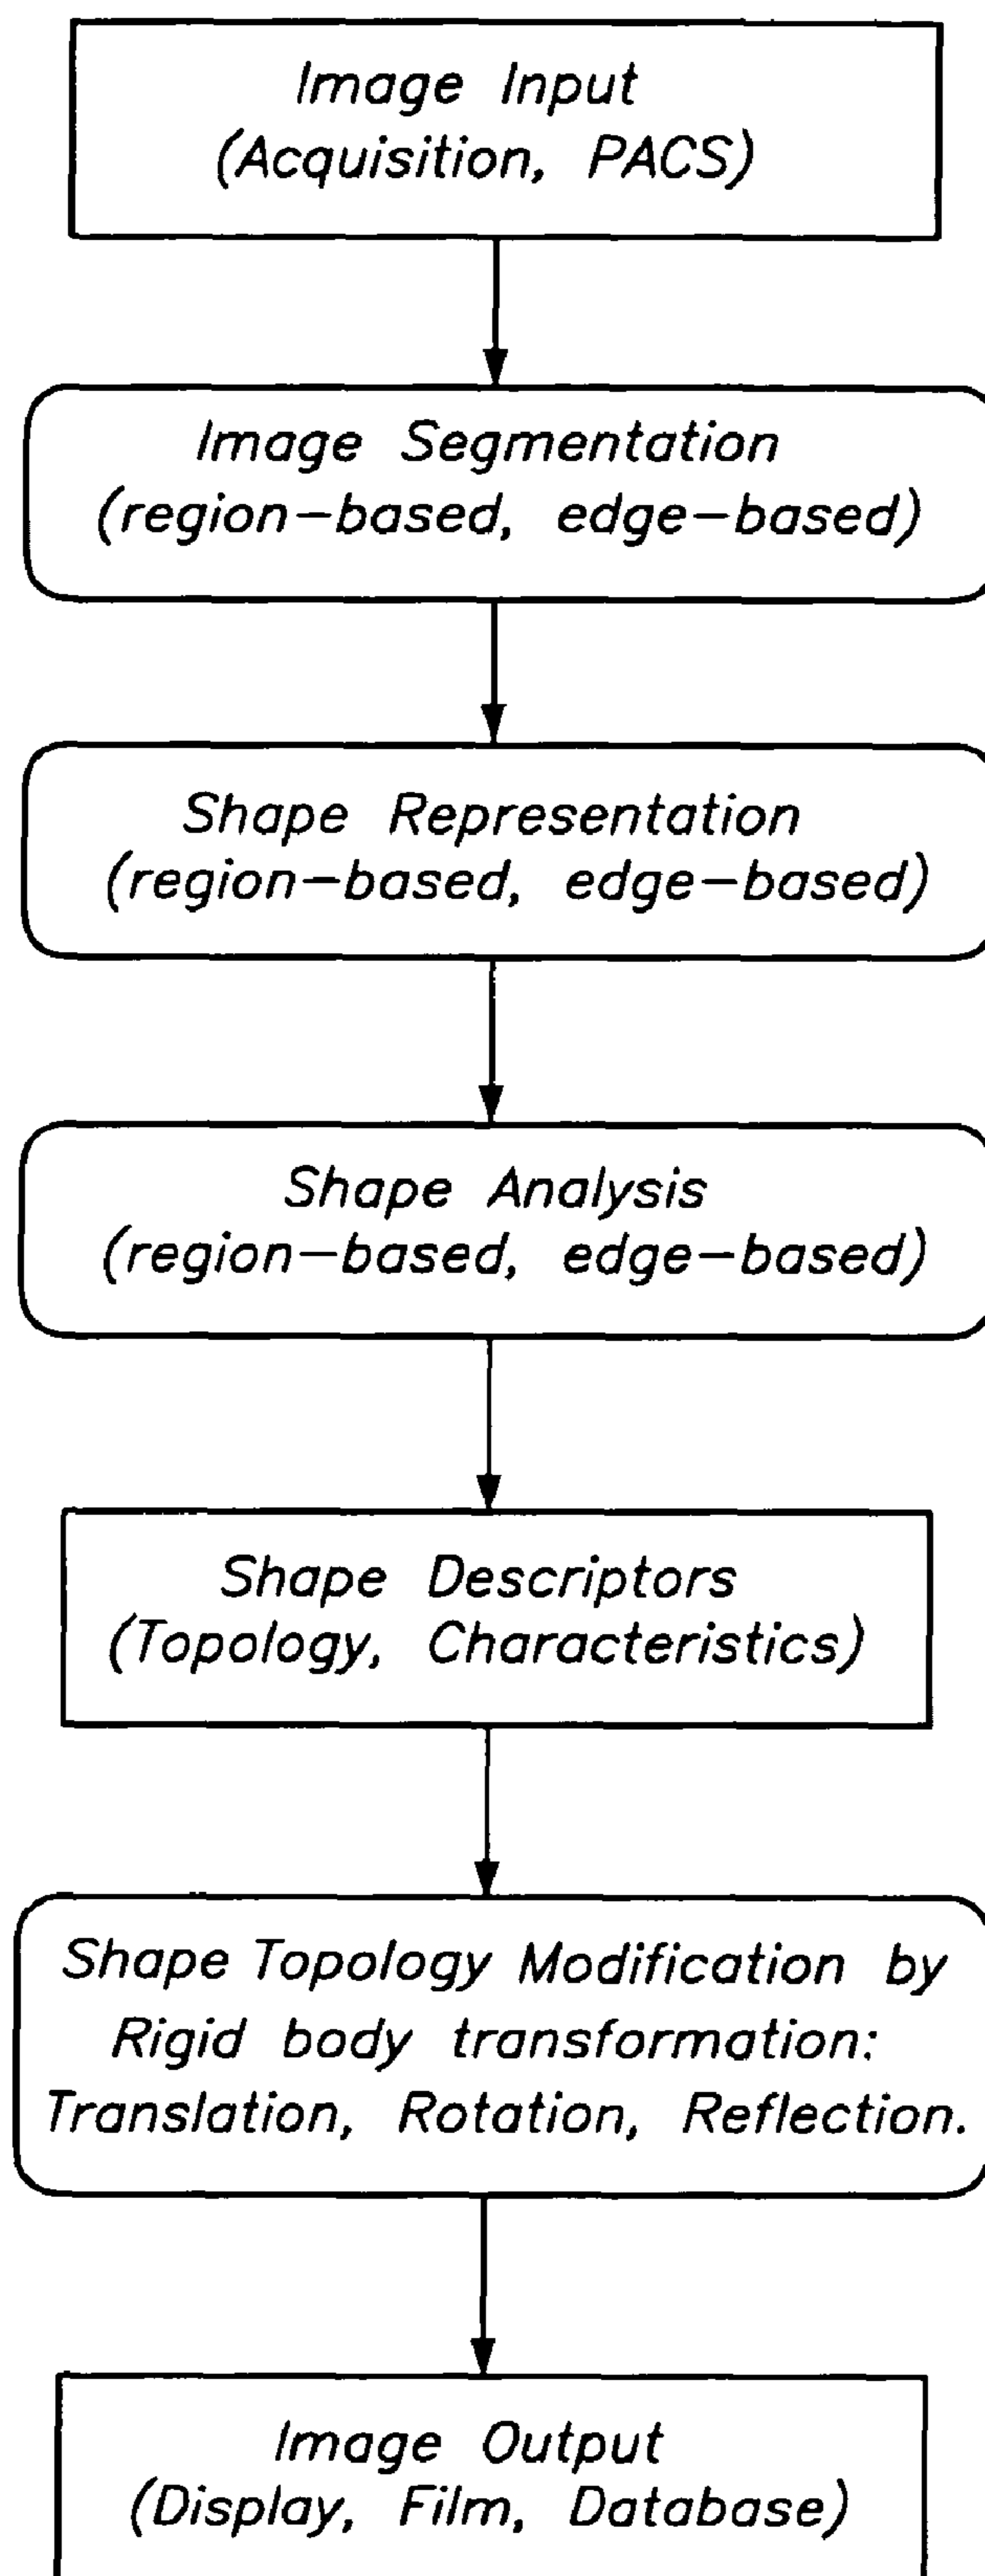 Image Input
(Acquisition, PACS)
Image Segmentation
(region-based, edge-based)
Shape Representation
(region-based, edge-based)
Shape Analysis
(region-based, edge-based)
Shape Descriptors
(Topology, Characteristics)
Shape Topology Modification by
Rigid body transformation:
Translation, Rotation, Reflection.
Image Output
(Display, Film, Database)